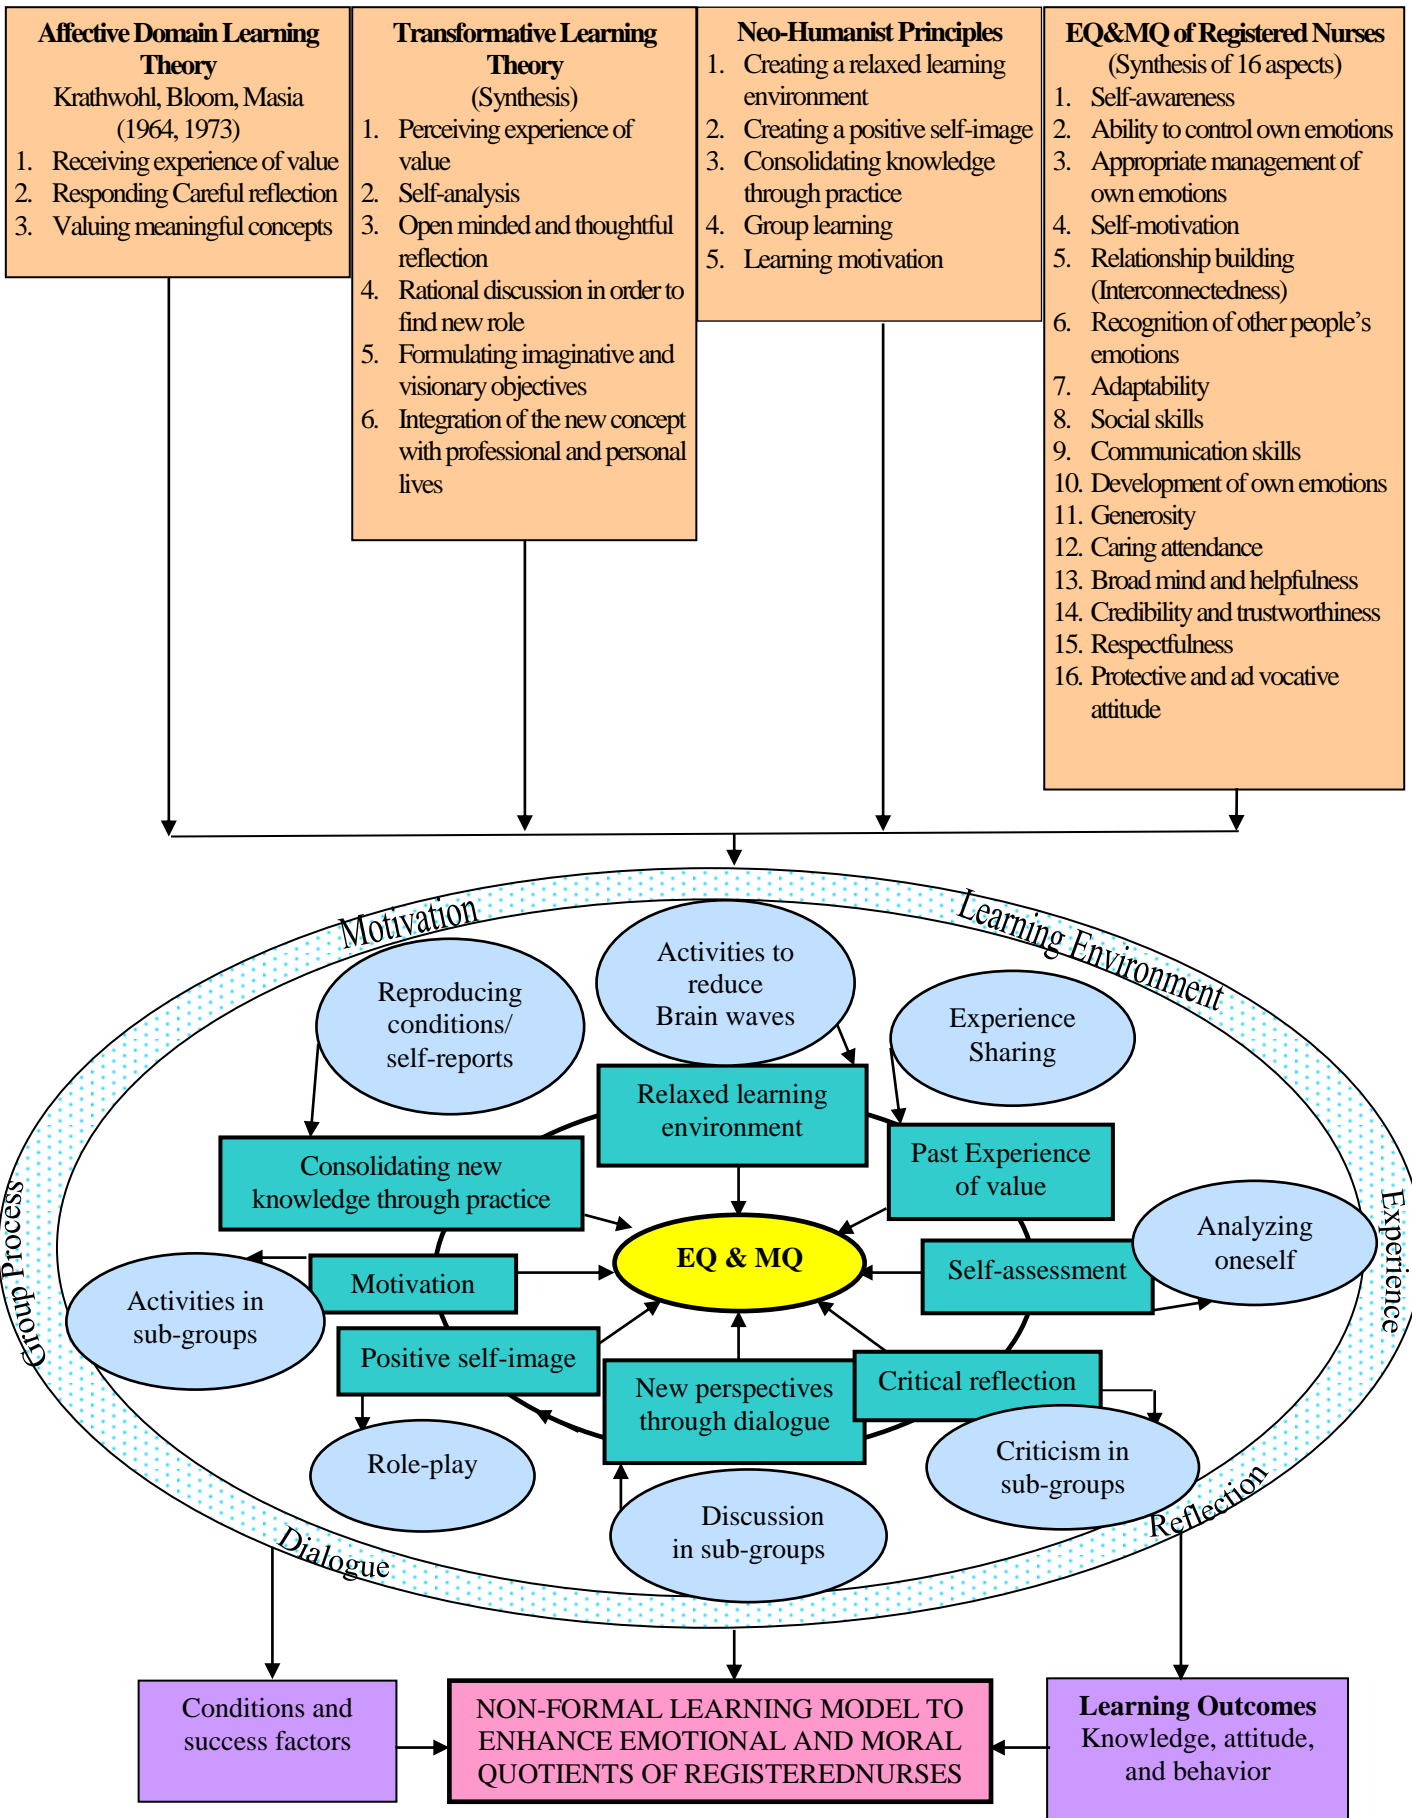 Affective Domain Learning
Theory
Krathwohl, Bloom, Masia
(1964, 1973)
1. Receiving experience of value
2. Responding Careful reflection
3. Valuing meaningful concepts
Transformative Learning
Theory
(Synthesis)
1. Perceiving experience of
value
2. Self-analysis
3. Open minded and thoughtful
reflection
4. Rational discussion in order to
find new role
5. Formulating imaginative and
visionary objectives
6. Integration of the new concept
with professional and personal
lives
Neo-Humanist Principles
1. Creating a relaxed learning
environment
2. Creating a positive self-image
3. Consolidating knowledge
through practice
4. Group learning
5. Learning motivation
EQ&MQ of Registered Nurses
(Synthesis of 16 aspects)
1. Self-awareness
2. Ability to control own emotions
3. Appropriate management of
own emotions
4. Self-motivation
5. Relationship building
(Interconnectedness)
6. Recognition of other people's
emotions
7. Adaptability
8. Social skills
9. Communication skills
10. Development of own emotions
11. Generosity
12. Caring attendance
13. Broad mind and helpfulness
14. Credibility and trustworthiness
15. Respectfulness
16. Protective and ad vocative
attitude
Motivation
Learning Environment
Reproducing
conditions/
self-reports
Activities to
reduce
Brain waves
Experience
Sharing
Relaxed learning
environment
Consolidating new
knowledge through practice
Past Experience
of value
Group Process
Experience
Analyzing
oneself
EQ & MQ
Motivation
Self-assessment
Activities in
sub-groups
Positive self-image
New perspectives
through dialogue
Critical reflection
Role-play
Criticism in
sub-groups
Discussion
in sub-groups
Dialogue
Reflection
Conditions and
success factors
NON-FORMAL LEARNING MODEL TO
ENHANCE EMOTIONAL AND MORAL
QUOTIENTS OF REGISTEREDNURSES
Learning Outcomes
Knowledge, attitude,
and behavior